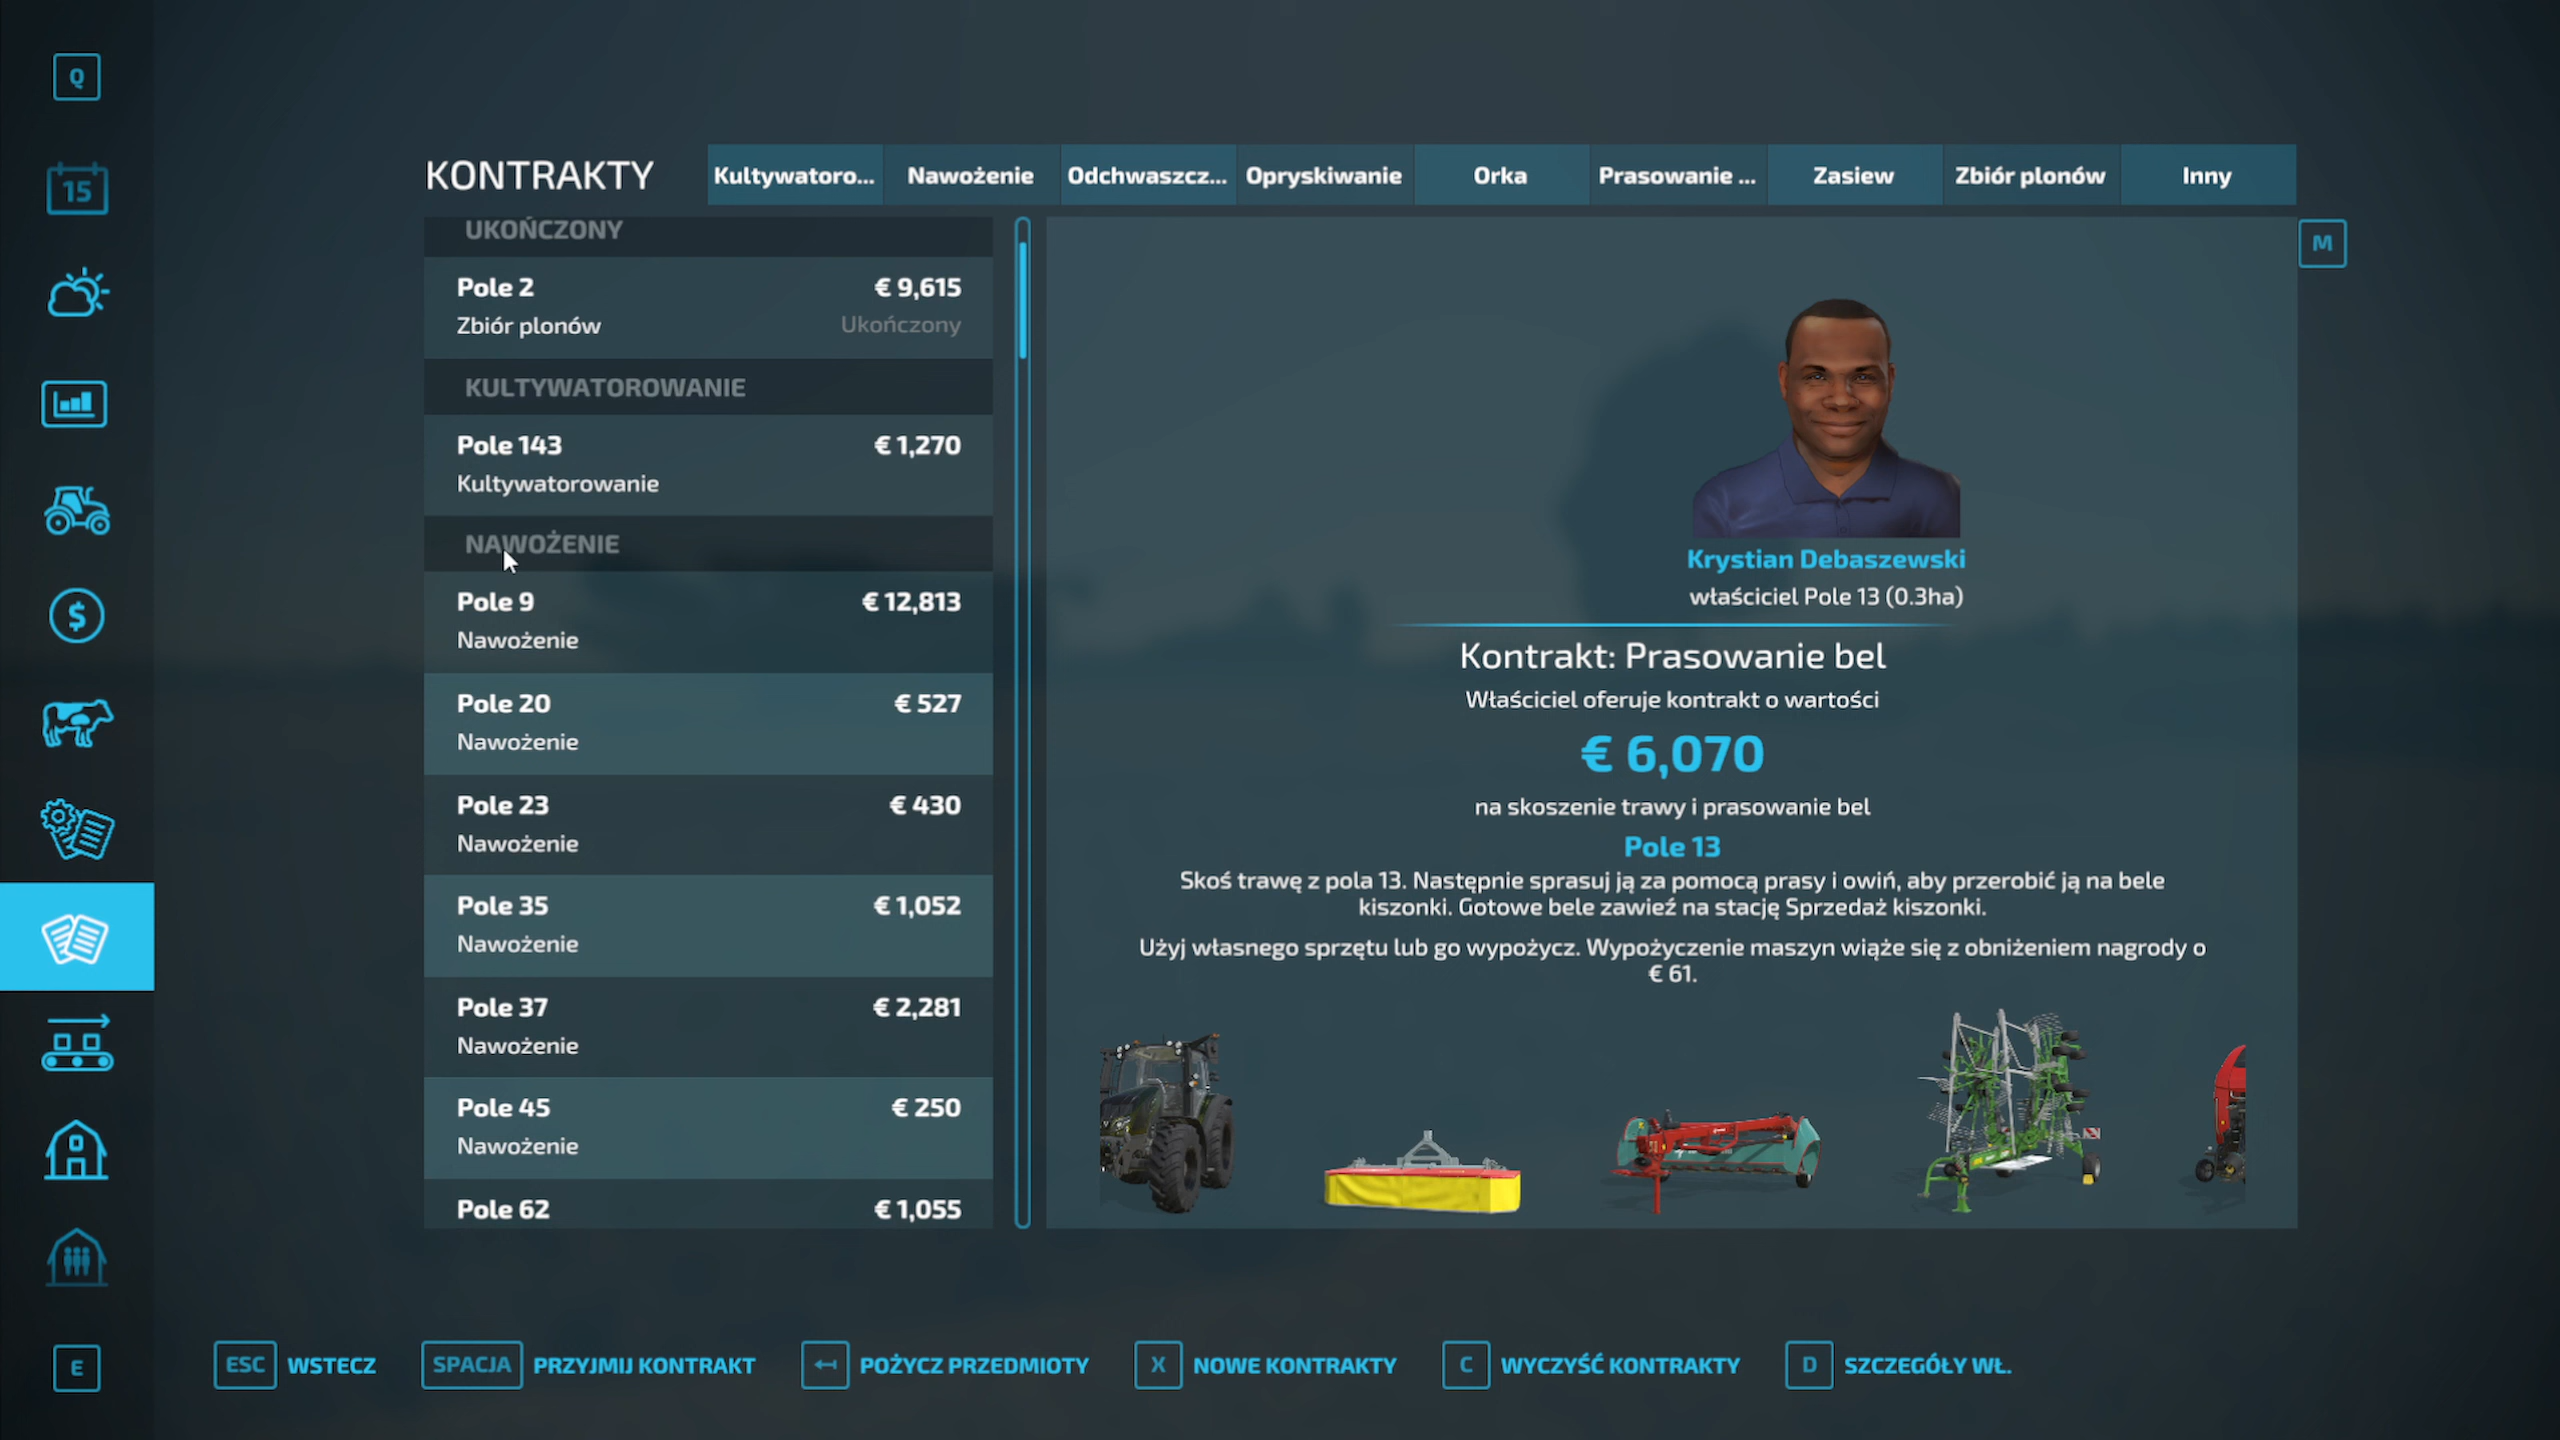 Q
15
KONTRAKTY
Kultywatoro...
Nawożenie
Odchwaszcz...
Opryskiwanie
Orka
Prasowanie ...
Zasiew
Zbiór plonów
Inny
M
UKOŃCZONY
Pole 2
€ 9,615
Zbiór plonów
Ukończony
KULTYWATOROWANIE
Pole 143
€ 1,270
Kultywatorowanie
NAWOŻENIE
Pole 9
€ 12,813
Nawożenie
Pole 20
€ 527
Nawożenie
Pole 23
€ 430
Nawożenie
Pole 35
€ 1,052
Nawożenie
Pole 37
€ 2,281
Nawożenie
Pole 45
€ 250
Nawożenie
Pole 62
€ 1,055
Krystian Debaszewski
właściciel Pole 13 (0.3ha)
Kontrakt: Prasowanie bel
Właściciel oferuje kontrakt o wartości
€ 6,070
na skoszenie trawy i prasowanie bel
Pole 13
Skoś trawę z pola 13. Następnie sprasuj ją za pomocą prasy i owiń, aby przerobić ją na bele
kiszonki. Gotowe bele zawieź na stację Sprzedaż kiszonki.
Użyj własnego sprzętu lub go wypożycz. Wypożyczenie maszyn wiąże się z obniżeniem nagrody o
€ 61.
E
ESC WSTECZ
SPACJA PRZYJMIJ KONTRAKT
POŻYCZ PRZEDMIOTY
X NOWE KONTRAKTY
C WYCZYŚĆ KONTRAKTY
D SZCZEGÓŁY WŁ.